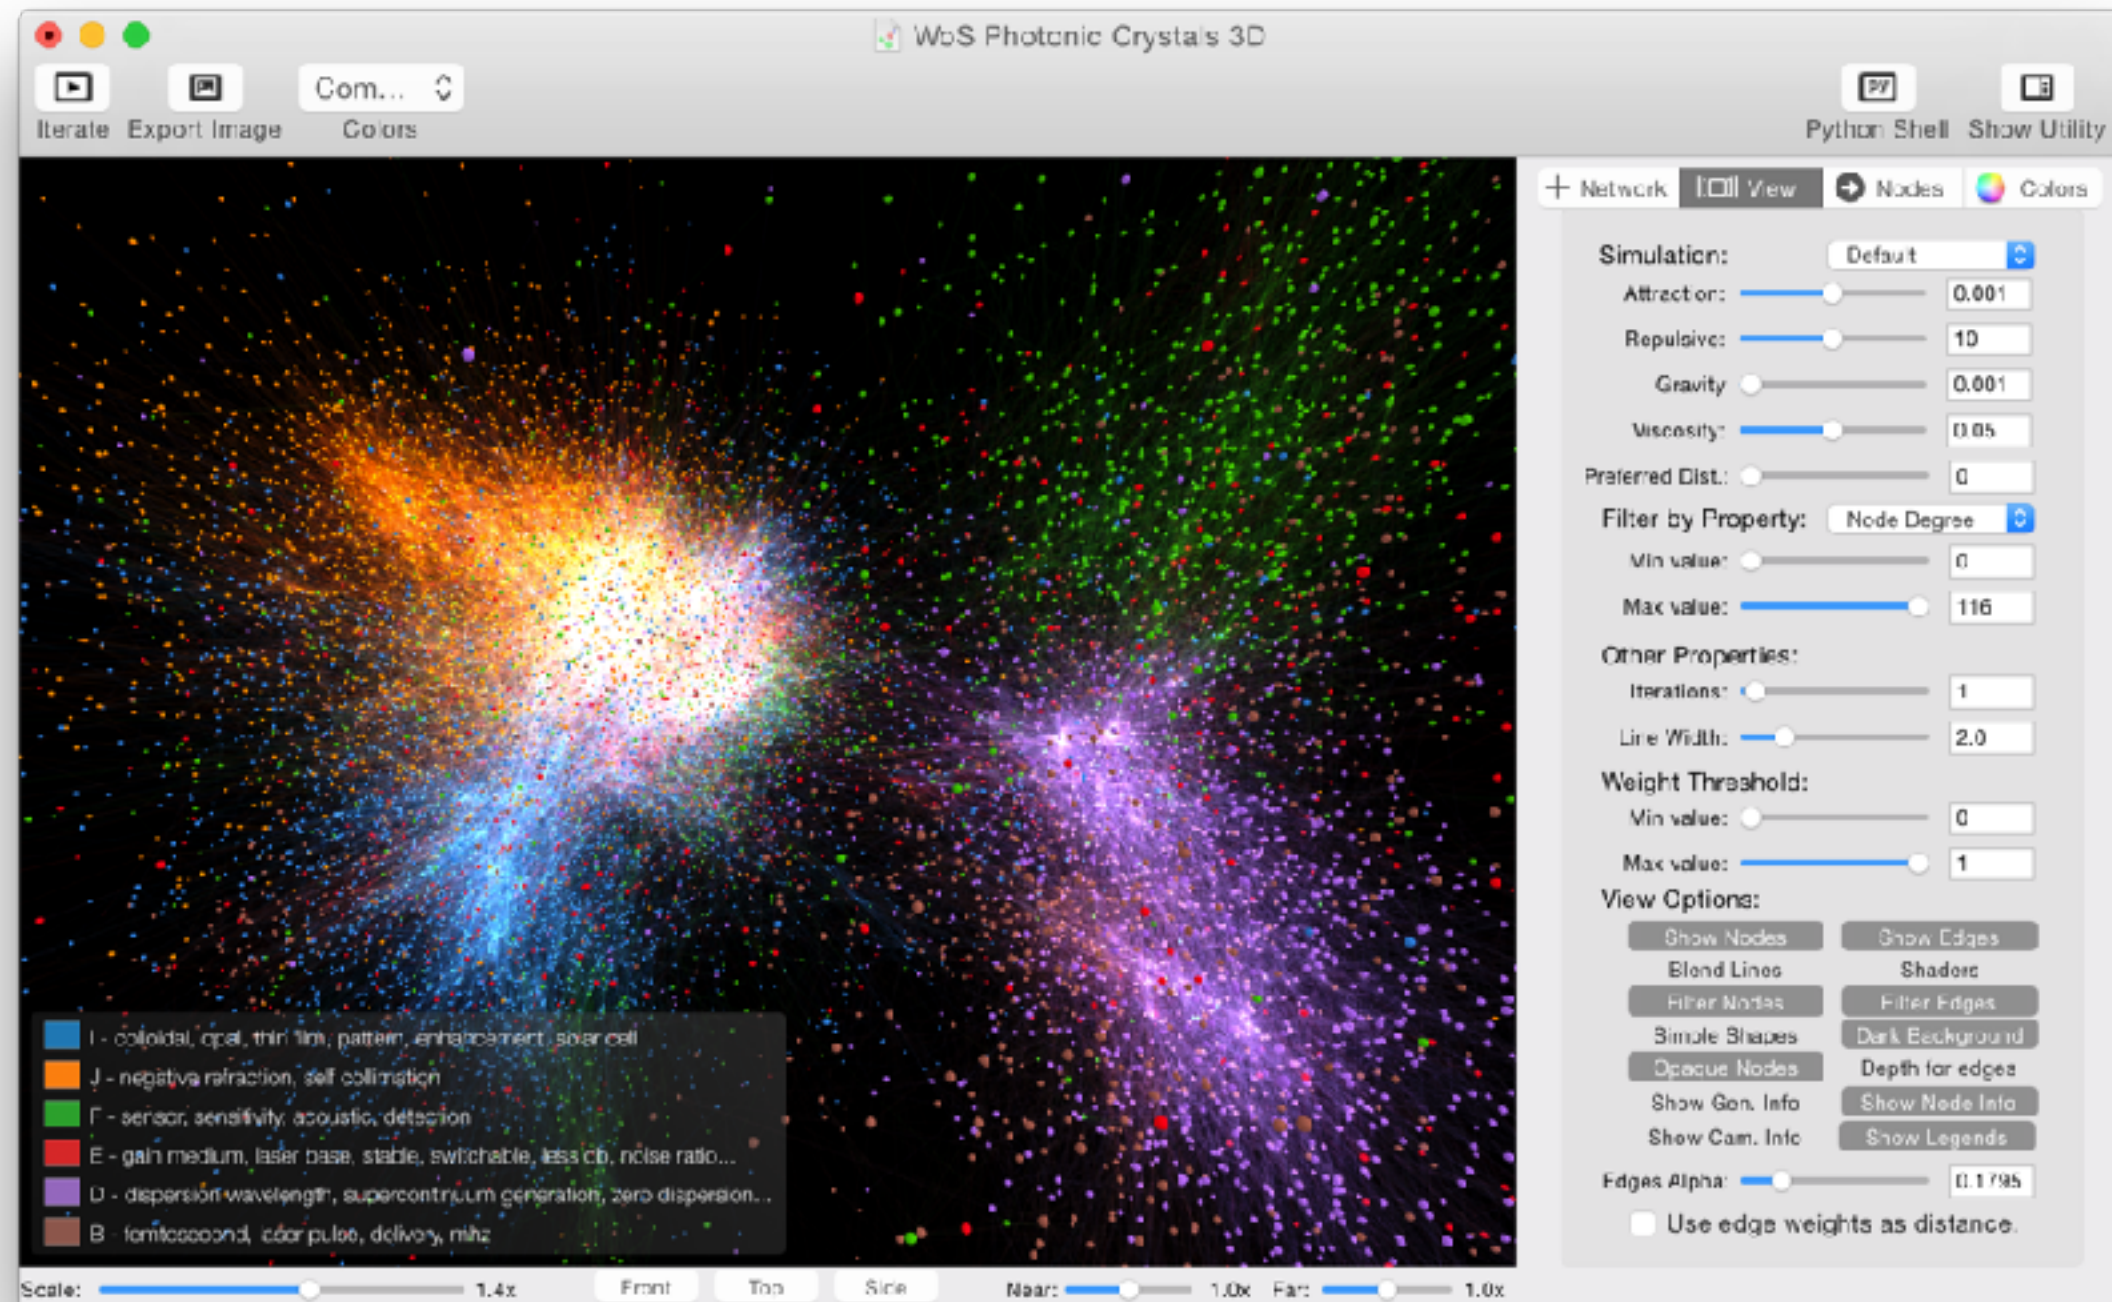 WoS Photonic Crystals 3D
Com...
Iterate Export Image Colors
PY
Python Shell Show Utility
Network View Nodes Colors
Simulation: Default
Attraction: 0.001
Repulsive: 10
Gravity 0.001
Viscosity: 0.05
Preferred Dist.: 0
Filter by Property: Node Degree
Min value: 0
Max value: 116
Other Properties:
Iterations: 1
Line Width: 2.0
Weight Threshold:
Min value: 0
Max value: 1
View Options:
Show Nodes Show Edges
Blend Lines Shaders
Filter Nodes Filter Edges
Simple Shapes Dark Background
Opaque Nodes Depth for edges
Show Gen. Info Show Node Info
Show Cam. Info Show Legends
Edges Alpha: 0.1795
Use edge weights as distance.
I - colloidal, opal, thin film, pattern, enhancement, solar cell
J - negative refraction, self collimation
F - sensor, sensitivity, acoustic, detection
E - gain medium, laser base, stable, switchable, less db, noise ratio...
D - dispersion wavelength, supercontinuum generation, zero dispersion...
B - femtosecond, laser pulse, delivery, mhz
Scale: 1.4x Front Top Side Near: 1.0x Far: 1.0x